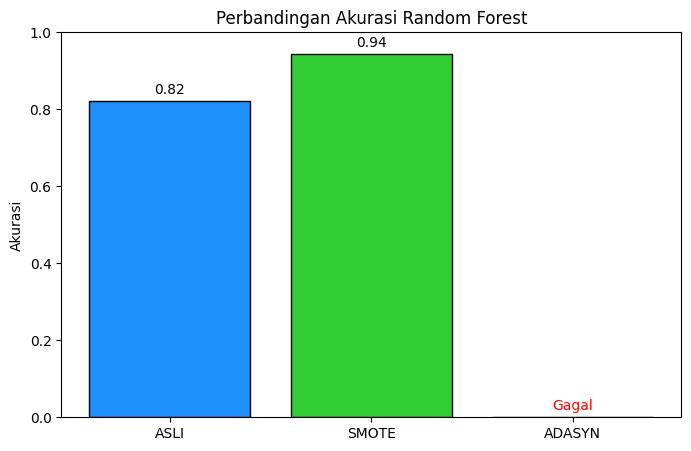 Perbandingan Akurasi Random Forest
1.0
0.94
0.82
0.8
0.6
Akurasi
0.4
0.2
Gagal
0.0
ASLI SMOTE ADASYN